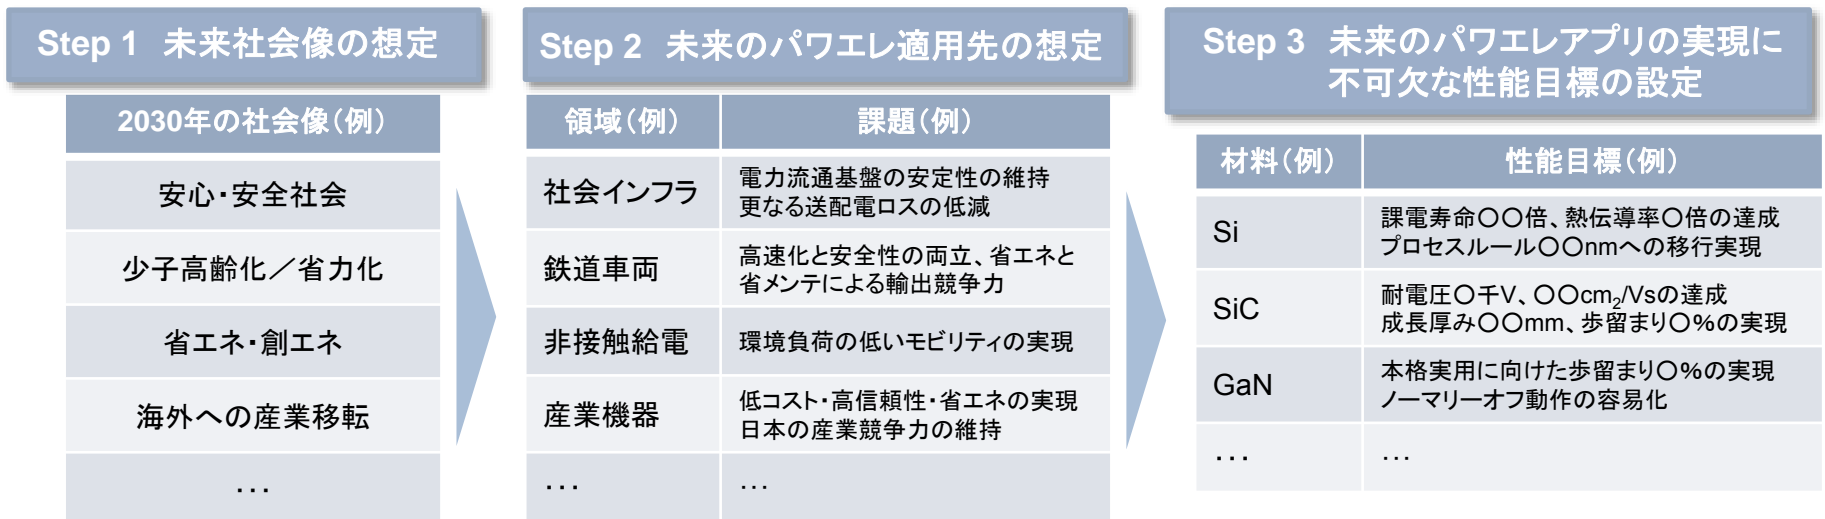 Step 1 未来社会像の想定
2030年の社会像（例）
安心・安全社会
少子高齢化／省力化
省エネ・創エネ
海外への産業移転
...
Step 2 未来のパワエレ適用先の想定
領域（例） 課題（例）
社会インフラ 電力流通基盤の安定性の維持
更なる送配電ロスの低減
鉄道車両 高速化と安全性の両立、省エネと
省メンテによる輸出競争力
非接触給電 環境負荷の低いモビリティの実現
産業機器 低コスト・高信頼性・省エネの実現
日本の産業競争力の維持
... ...
Step 3 未来のパワエレアプリの実現に
不可欠な性能目標の設定
材料（例） 性能目標（例）
Si 課電寿命〇〇倍、熱伝導率〇倍の達成
プロセスルール〇〇nmへの移行実現
SiC 耐電圧〇千V、〇〇cm2/Vsの達成
成長厚み〇〇mm、歩留まり〇%の実現
GaN 本格実用に向けた歩留まり〇%の実現
ノーマリーオフ動作の容易化
... ...